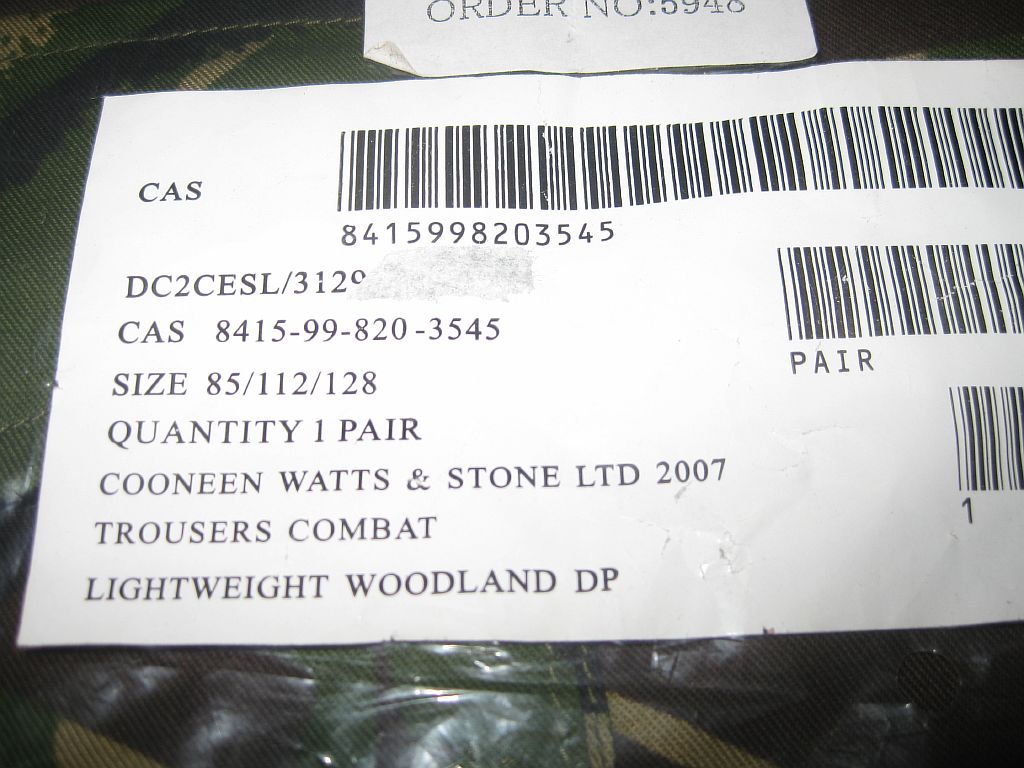 ORDER NO:5948
CAS
8415998203545
DC2CESL/3129
CAS 8415-99-820-3545
PAIR
SIZE 85/112/128
QUANTITY 1 PAIR
COONEEN WATTS & STONE LTD 2007
1
TROUSERS COMBAT
LIGHTWEIGHT WOODLAND DP